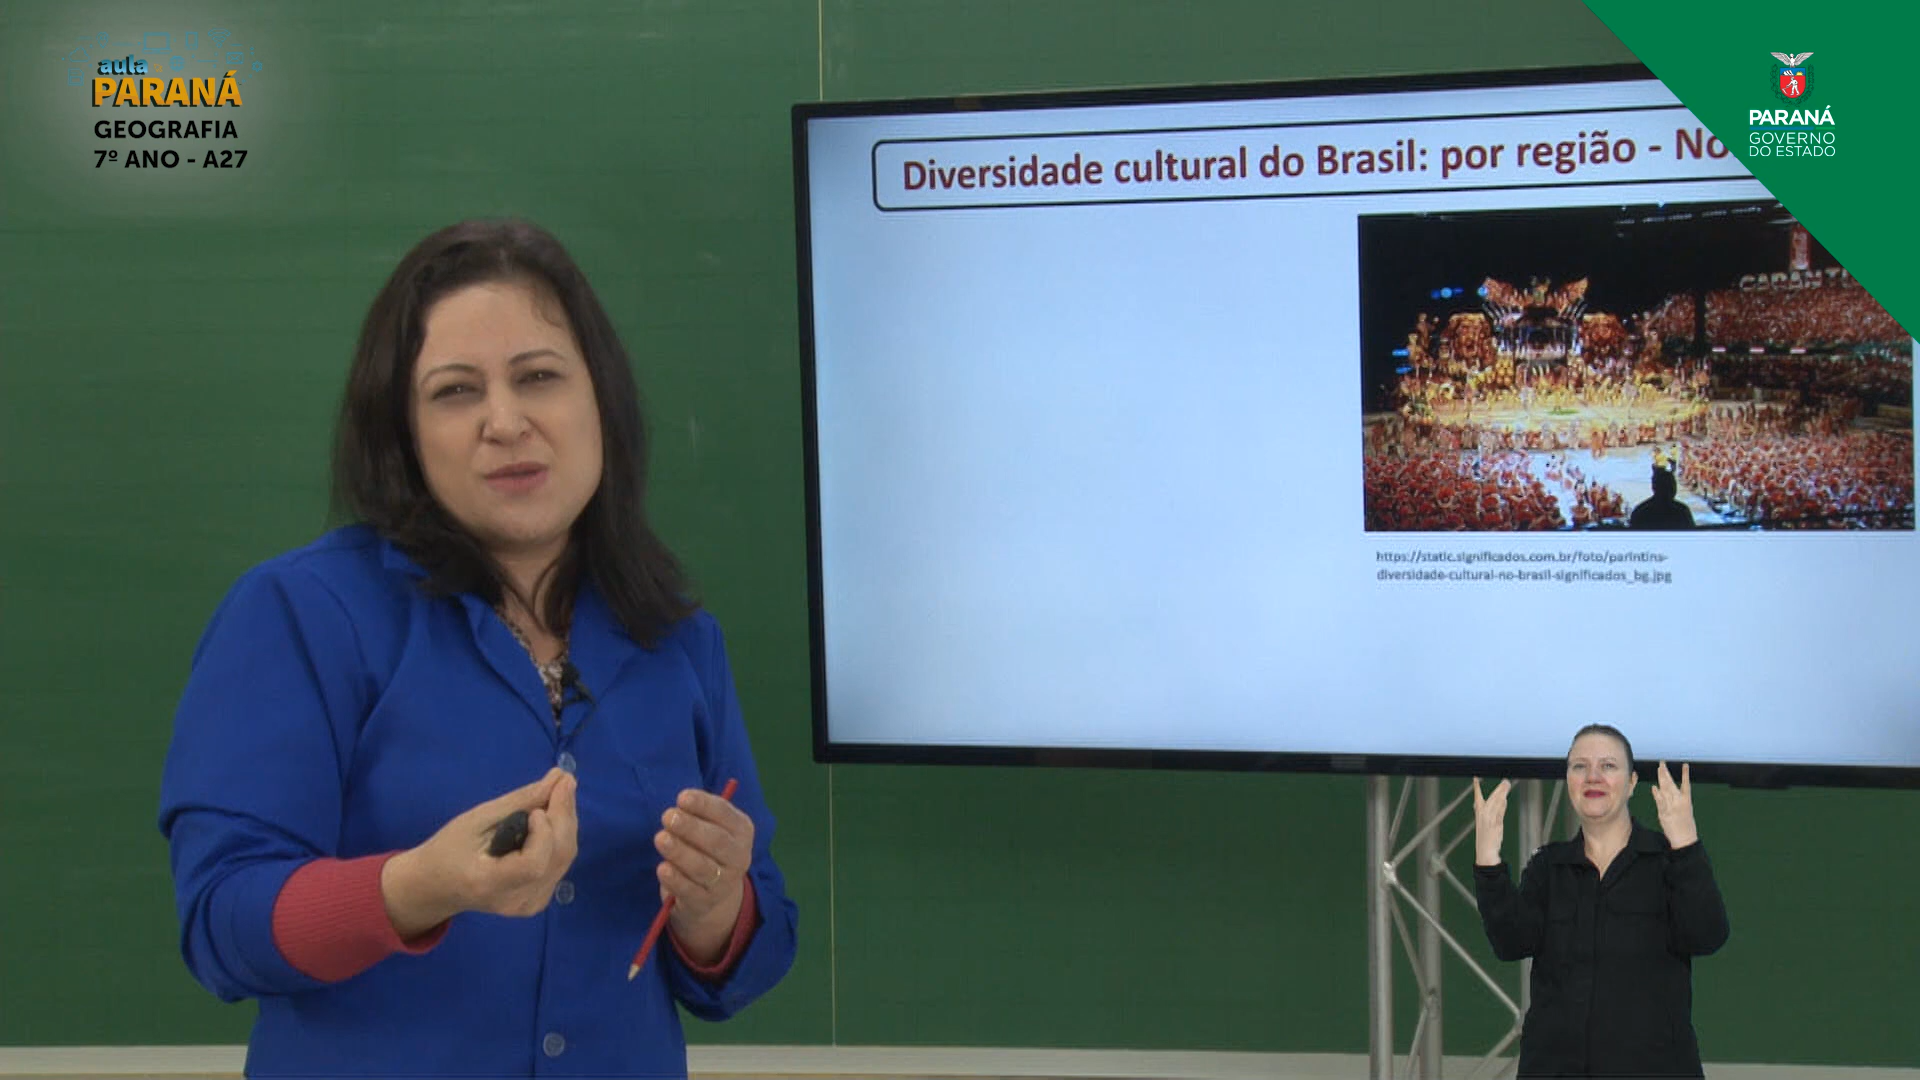 aula
PARANÁ
GEOGRAFIA
7º ANO - A27
Diversidade cultural do Brasil: por região - No
PARANÁ
GOVERNO
DO ESTADO
https://static.significados.com.br/foto/parintins-
diversidade-cultural-no-brasil-significados_bg.jpg